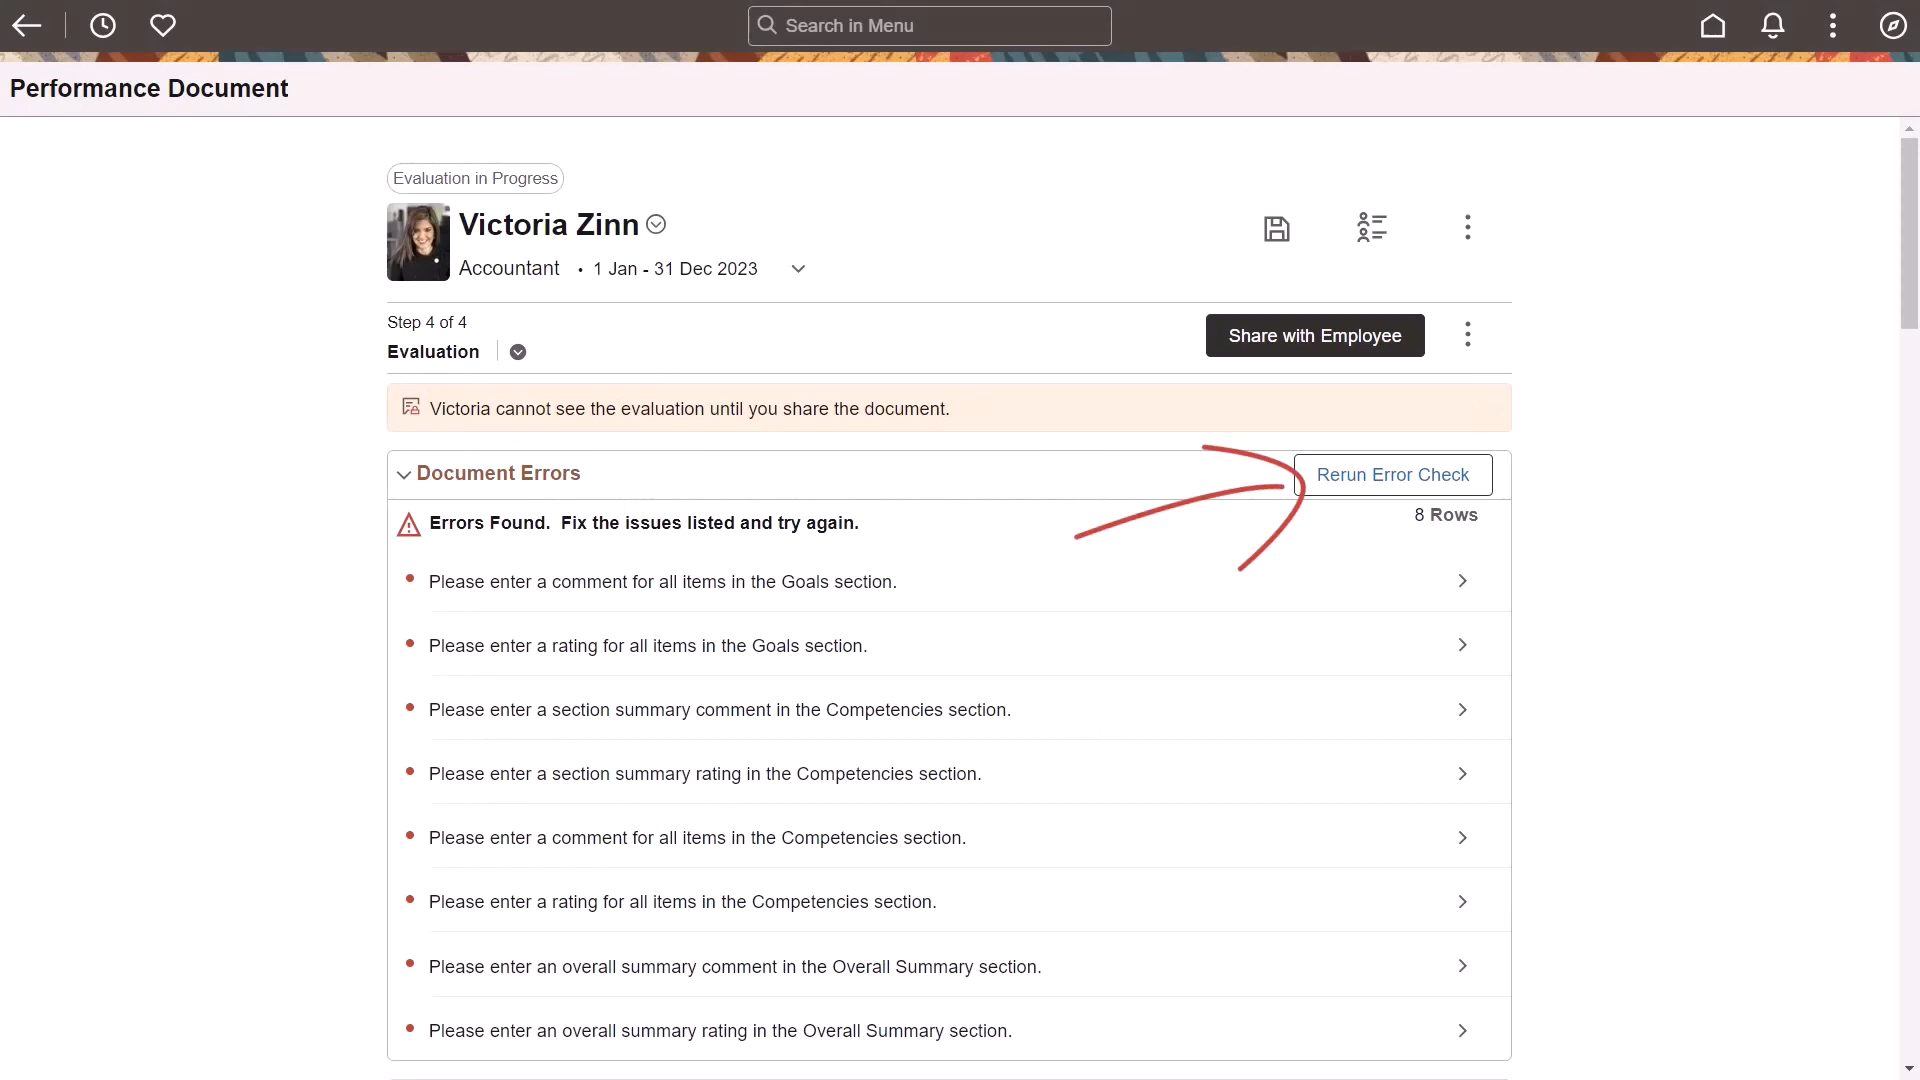 Search in Menu
Performance Document
Evaluation in Progress
Victoria Zinn
Accountant • 1 Jan - 31 Dec 2023
Step 4 of 4
Evaluation
Share with Employee
Victoria cannot see the evaluation until you share the document.
Document Errors
Rerun Error Check
Errors Found. Fix the issues listed and try again.
8 Rows
Please enter a comment for all items in the Goals section.
Please enter a rating for all items in the Goals section.
Please enter a section summary comment in the Competencies section.
Please enter a section summary rating in the Competencies section.
Please enter a comment for all items in the Competencies section.
Please enter a rating for all items in the Competencies section.
Please enter an overall summary comment in the Overall Summary section.
Please enter an overall summary rating in the Overall Summary section.